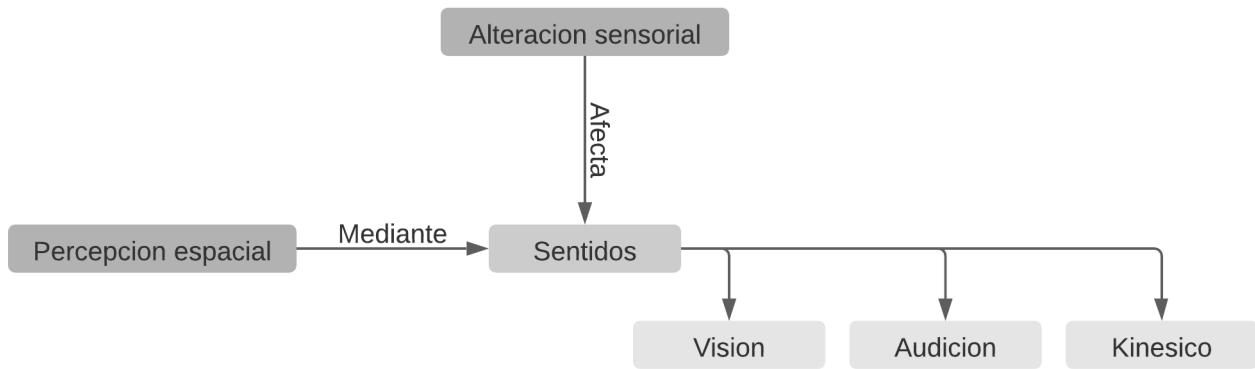 Alteracion sensorial
Afecta
Mediante
Percepcion espacial
Sentidos
Vision
Audicion
Kinesico